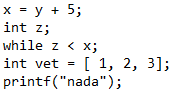 x = y + 5;
int z;
while z < x;
int vet = [ 1, 2, 3];
printf("nada");